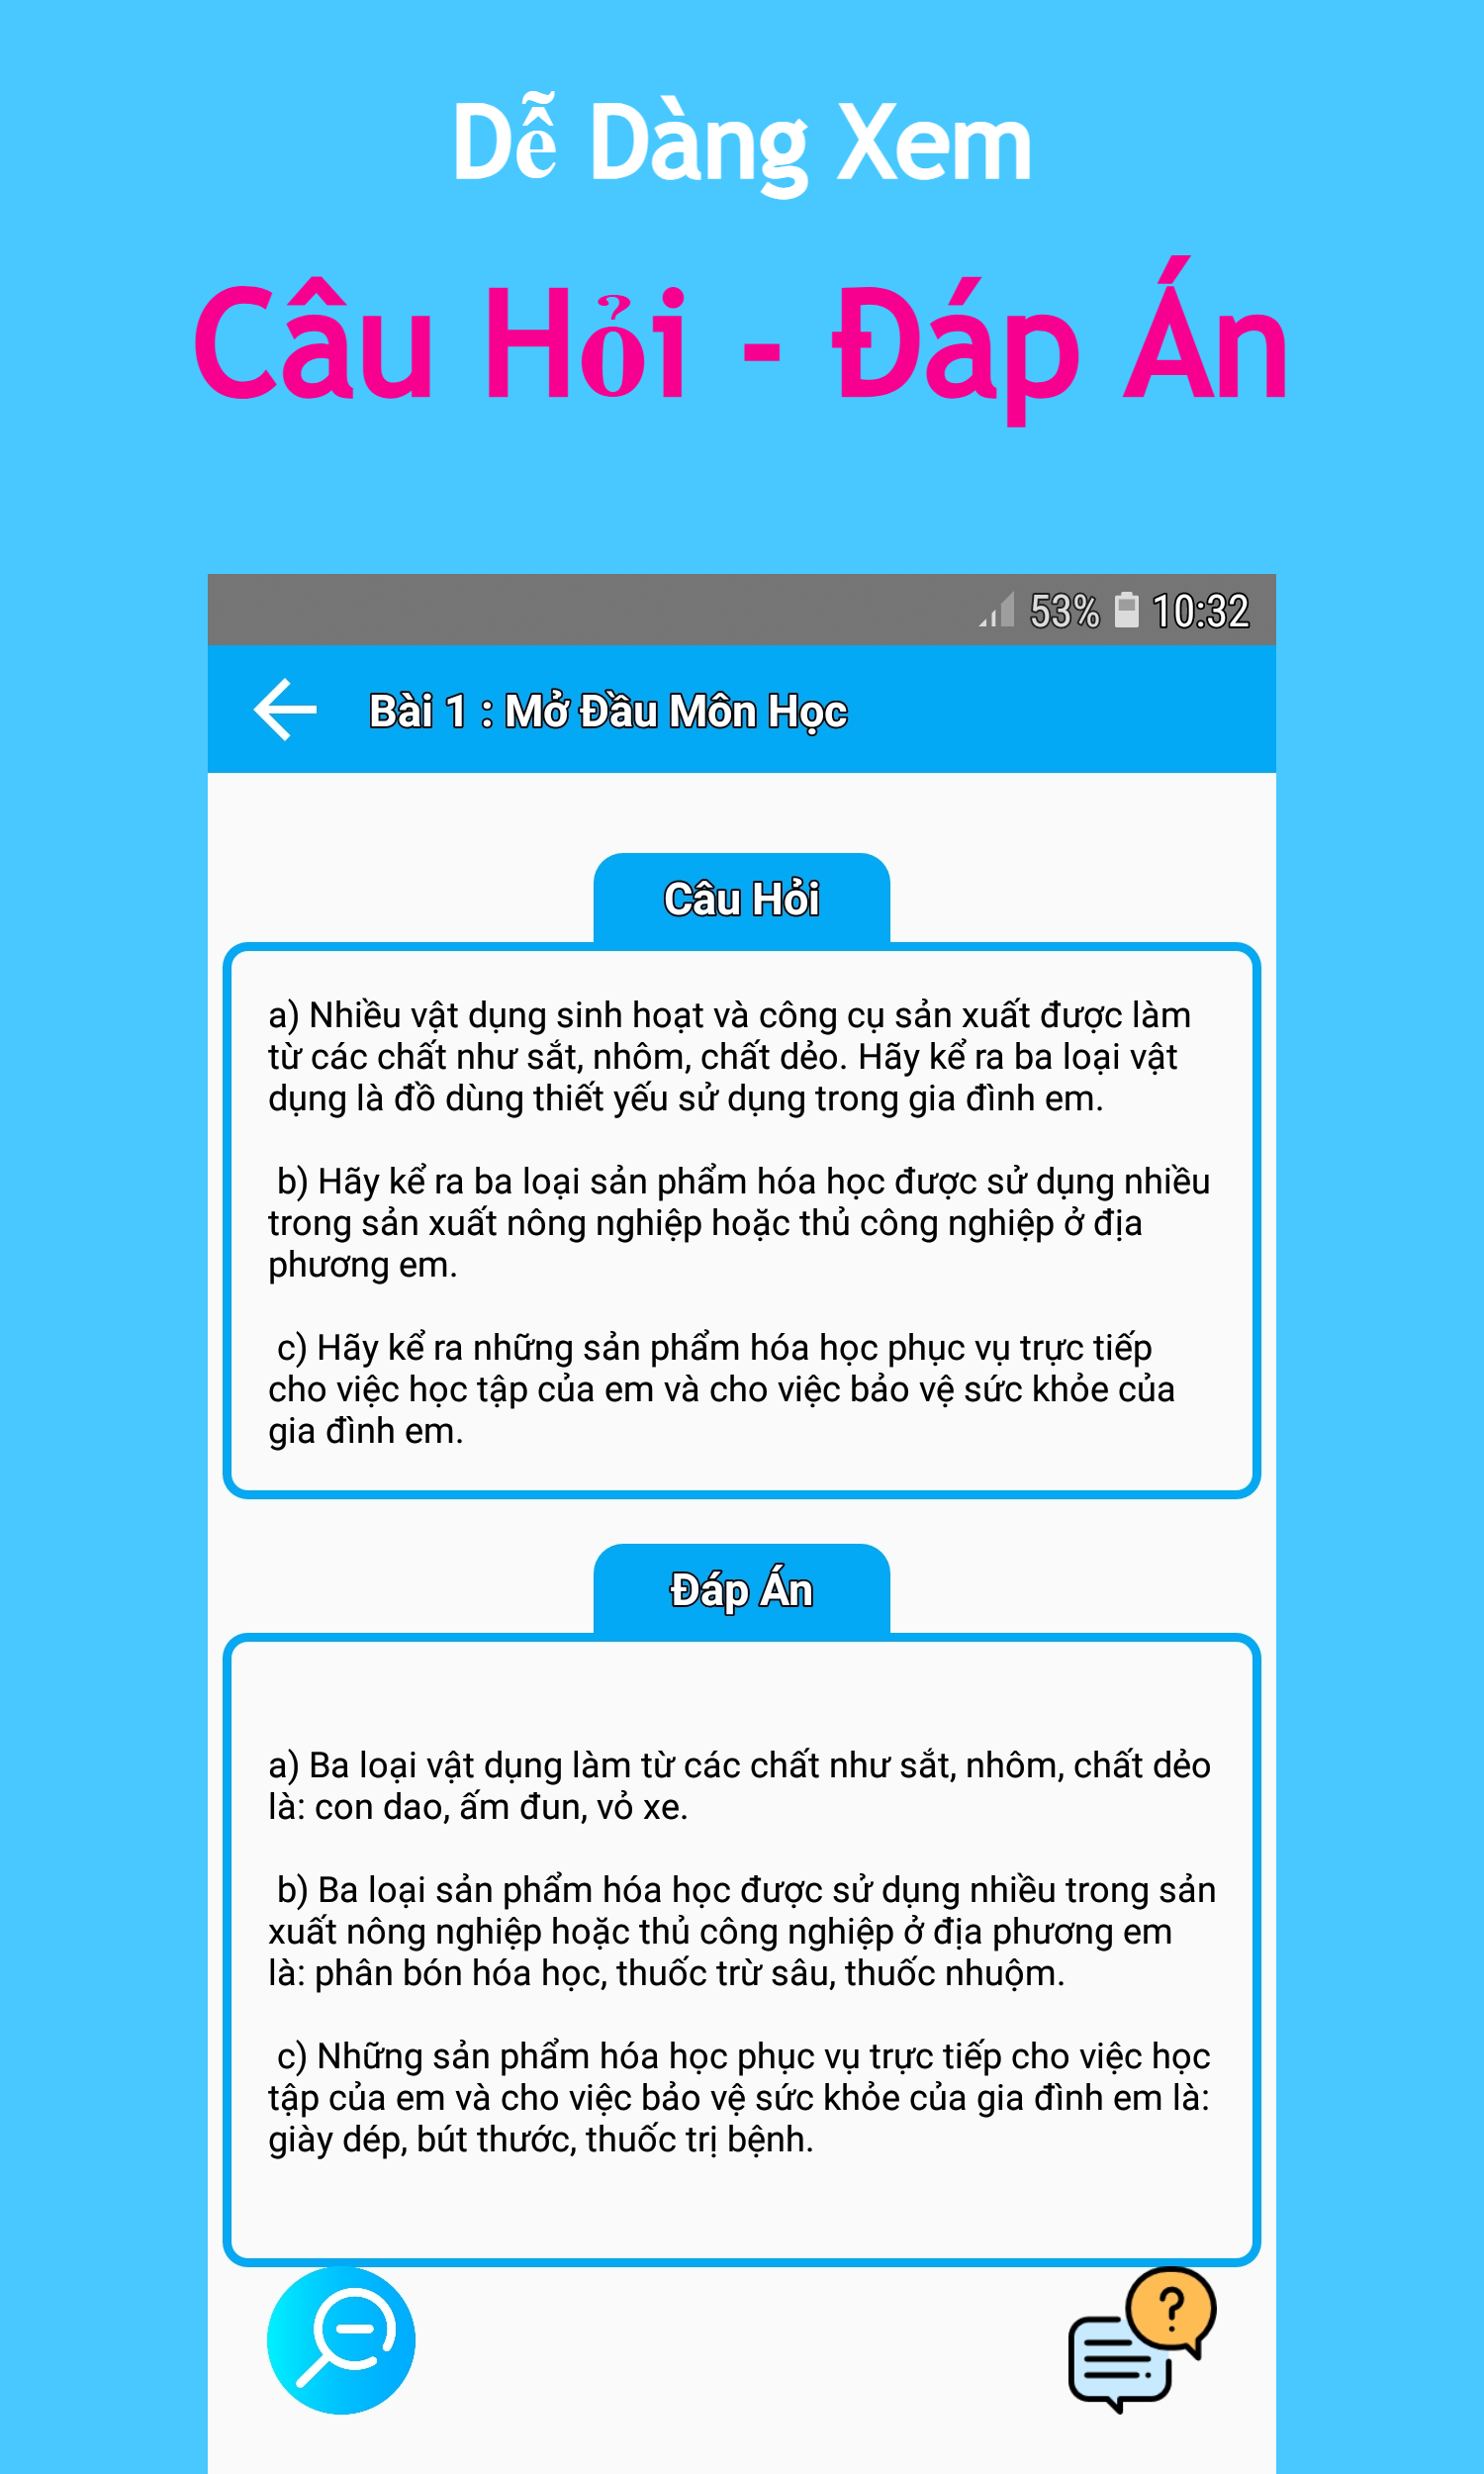 Dễ Dàng Xem
Câu Hỏi - Đáp Án
53% 10:32
Bài 1 : Mở Đầu Môn Học
Câu Hỏi
a) Nhiều vật dụng sinh hoạt và công cụ sản xuất được làm
từ các chất như sắt, nhôm, chất dẻo. Hãy kể ra ba loại vật
dụng là đồ dùng thiết yếu sử dụng trong gia đình em.
b) Hãy kể ra ba loại sản phẩm hóa học được sử dụng nhiều
trong sản xuất nông nghiệp hoặc thủ công nghiệp ở địa
phương em.
c) Hãy kể ra những sản phẩm hóa học phục vụ trực tiếp
cho việc học tập của em và cho việc bảo vệ sức khỏe của
gia đình em.
Đáp Án
a) Ba loại vật dụng làm từ các chất như sắt, nhôm, chất dẻo
là: con dao, ấm đun, vỏ xe.
b) Ba loại sản phẩm hóa học được sử dụng nhiều trong sản
xuất nông nghiệp hoặc thủ công nghiệp ở địa phương em
là: phân bón hóa học, thuốc trừ sâu, thuốc nhuộm.
c) Những sản phẩm hóa học phục vụ trực tiếp cho việc học
tập của em và cho việc bảo vệ sức khỏe của gia đình em là:
giày dép, bút thước, thuốc trị bệnh.
?